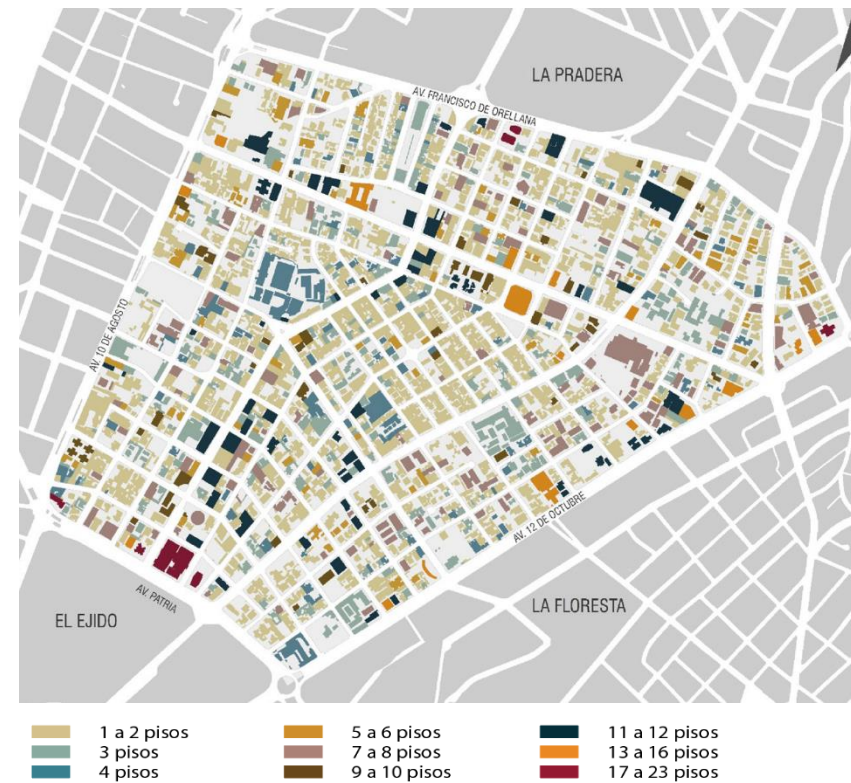 LA PRADERA
AV. FRANCISCO DE ORELLANA
AV. 10 DE AGOSTO
AV. 12 DE OCTUBRE
AV. PATRIA
EL EJIDO
LA FLORESTA
1 a 2 pisos
3 pisos
4 pisos
5 a 6 pisos
7 a 8 pisos
9 a 10 pisos
11 a 12 pisos
13 a 16 pisos
17 a 23 pisos